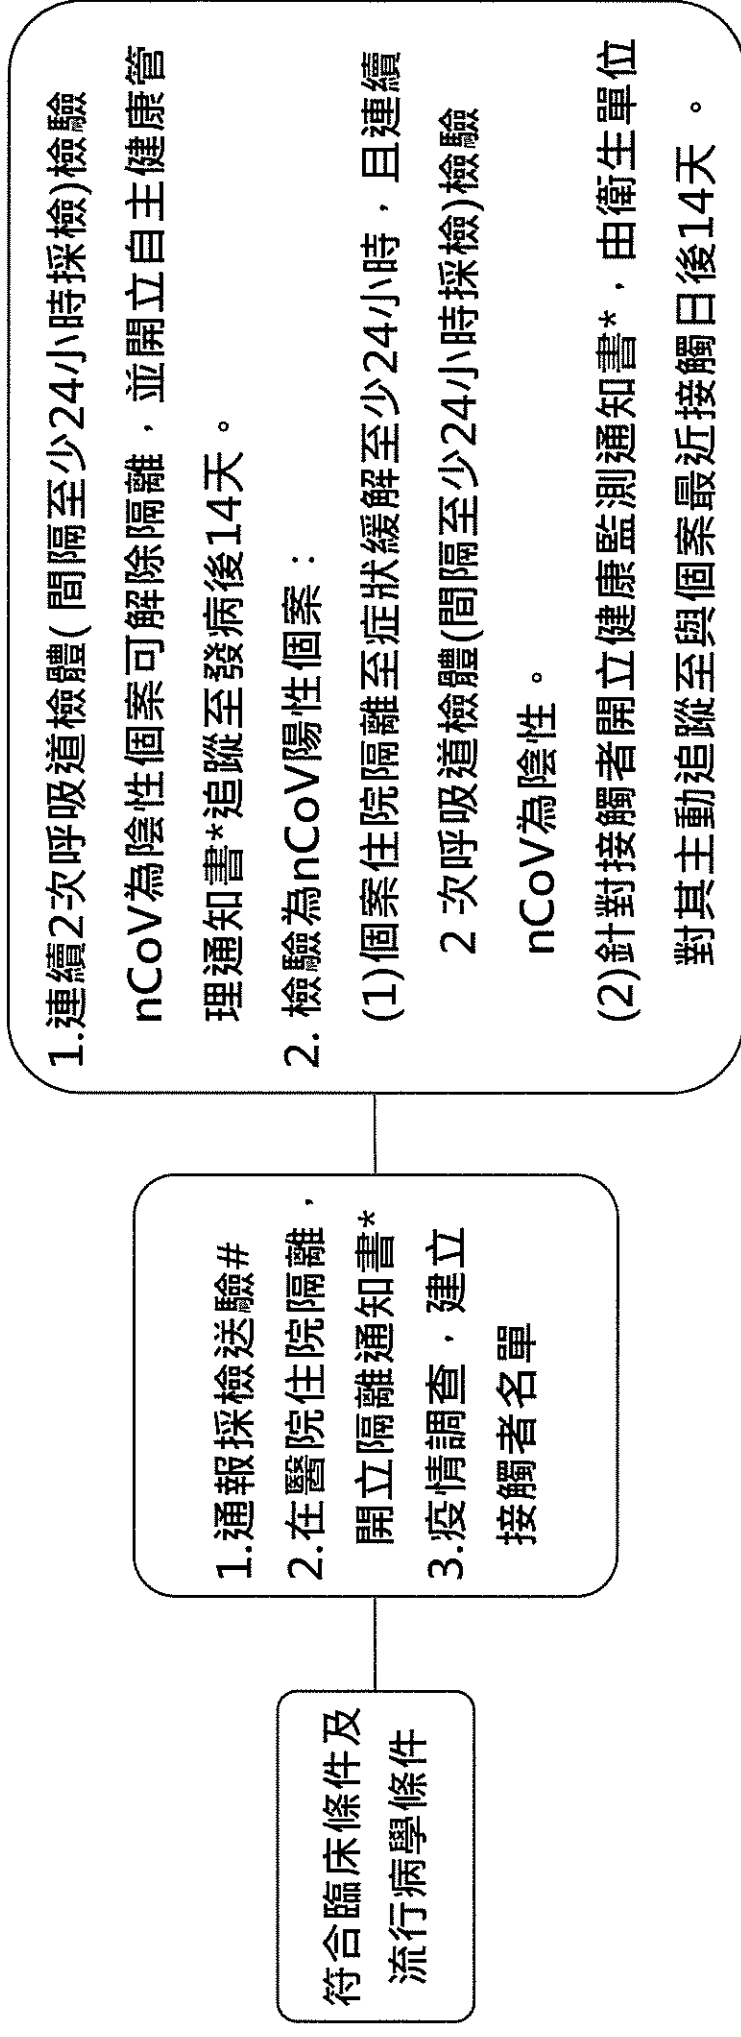 符合臨床條件及
流行病學條件
1.通報採檢送驗#
2.在醫院住院隔離，
開立隔離通知書*
3.疫情調查，建立
接觸者名單
1.連續2次呼吸道檢體( 間隔至少24小時採檢)檢驗
nCoV為陰性個案可解除隔離，並開立自主健康管
理通知書*追蹤至發病後14天。
2. 檢驗為nCoV陽性個案：
(1)個案住院隔離至症狀緩解至少24小時，且連續
2 次呼吸道檢體(間隔至少24小時採檢)檢驗
nCoV為陰性。
(2)針對接觸者開立健康監測通知書*，由衛生單位
對其主動追蹤至與個案最近接觸日後14天。